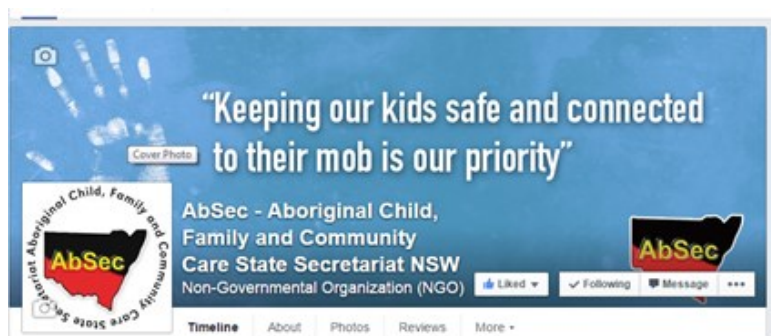 “Keeping our kids safe and connected
to their mob is our priority”
Cover Photo
AbSec - Aboriginal Child,
Family and Community
Care State Secretariat NSW
Non-Governmental Organization (NGO)
Aboriginal Child, Family and Community Care State Secretariat
AbSec
AbSec
Liked
Following
Message
Timeline About Photos Reviews More